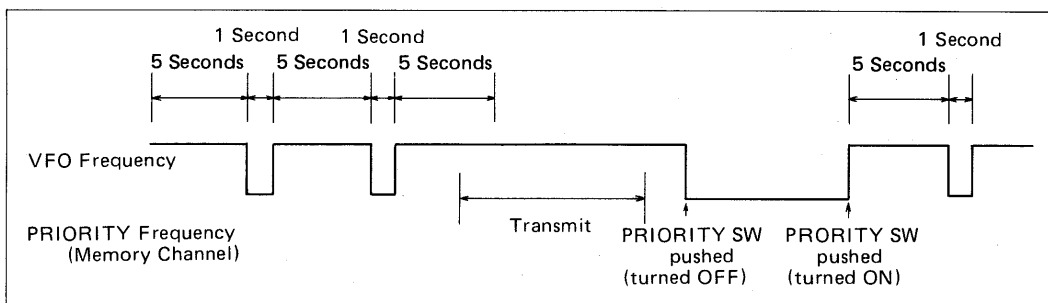 1 Second 1 Second
5 Seconds 5 Seconds 5 Seconds
1 Second
5 Seconds
VFO Frequency
PRIORITY Frequency
(Memory Channel)
Transmit
PRIORITY SW
pushed
(turned OFF)
PRORITY SW
pushed
(turned ON)